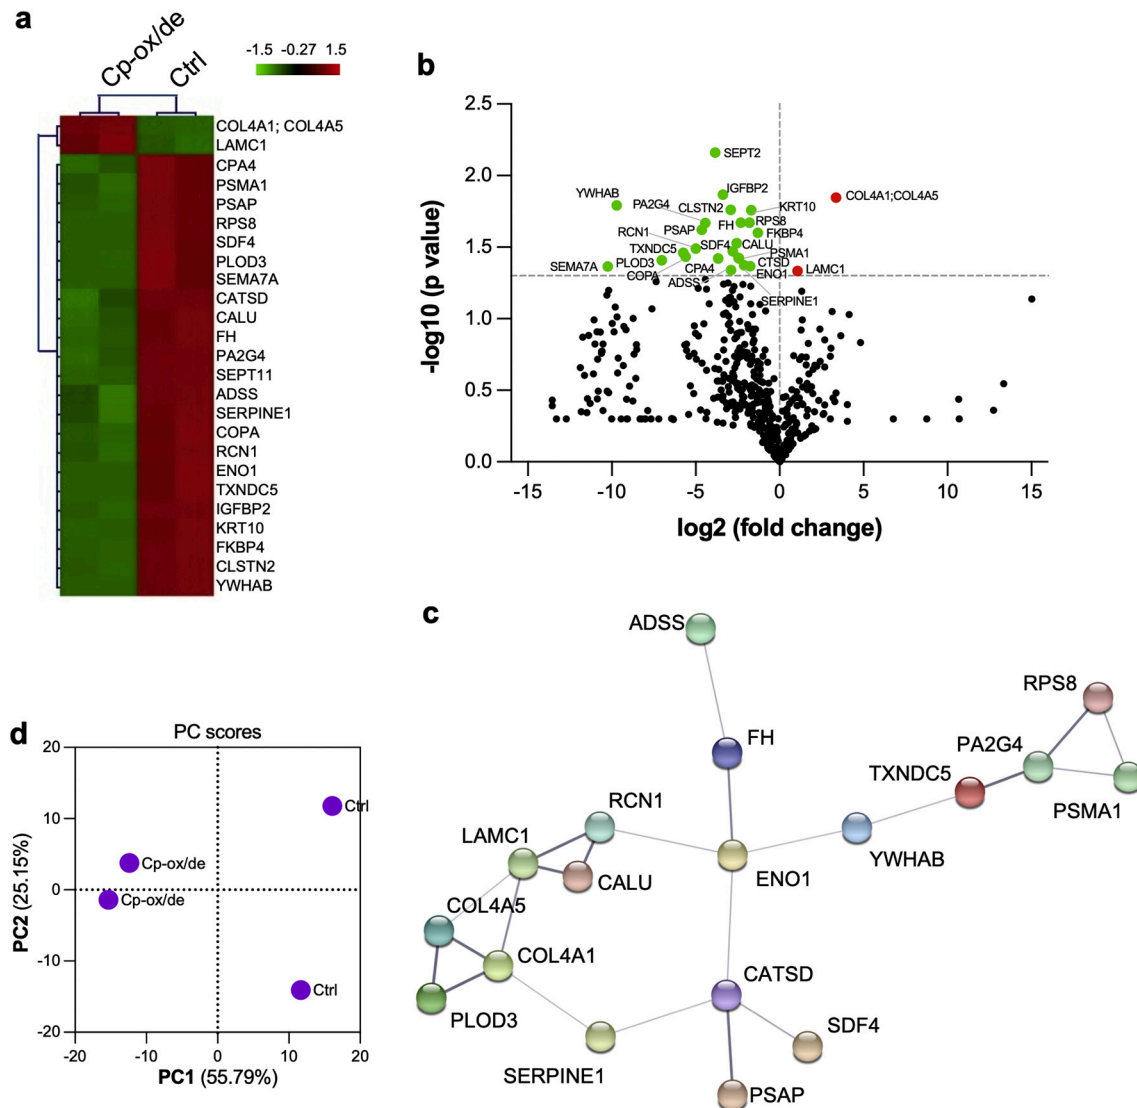 a
Cp-ox/de
Ctrl
-1.5 -0.27 1.5
COL4A1; COL4A5
LAMC1
CPA4
PSMA1
PSAP
RPS8
SDF4
PLOD3
SEMA7A
CATSD
CALU
FH
PA2G4
SEPT11
ADSS
SERPINE1
COPA
RCN1
ENO1
TXNDC5
IGFBP2
KRT10
FKBP4
CLSTN2
YWHAB
b
2.5
2.0
1.5
1.0
0.5
0.0
-log10 (p value)
SEPT2
IGFBP2
YWHAB
PA2G4
CLSTN2
KRT10
COL4A1;COL4A5
RCN1
PSAP
FH
RPS8
FKBP4
TXNDC5
SDF4
CALU
PSMA1
SEMA7A
PLOD3
COPA
CPA4
CTSD
ADSS
ENO1
LAMC1
SERPINE1
-15 -10 -5 0 5 10 15
log2 (fold change)
c
ADSS
RPS8
FH
PA2G4
TXNDC5
RCN1
PSMA1
LAMC1
YWHAB
ENO1
CALU
COL4A5
COL4A1
CATSD
PLOD3
SDF4
SERPINE1
PSAP
d
PC scores
20
10
0
-10
-20
PC2 (25.15%)
Ctrl
Cp-ox/de
Cp-ox/de
Ctrl
-20 -10 0 10 20
PC1 (55.79%)